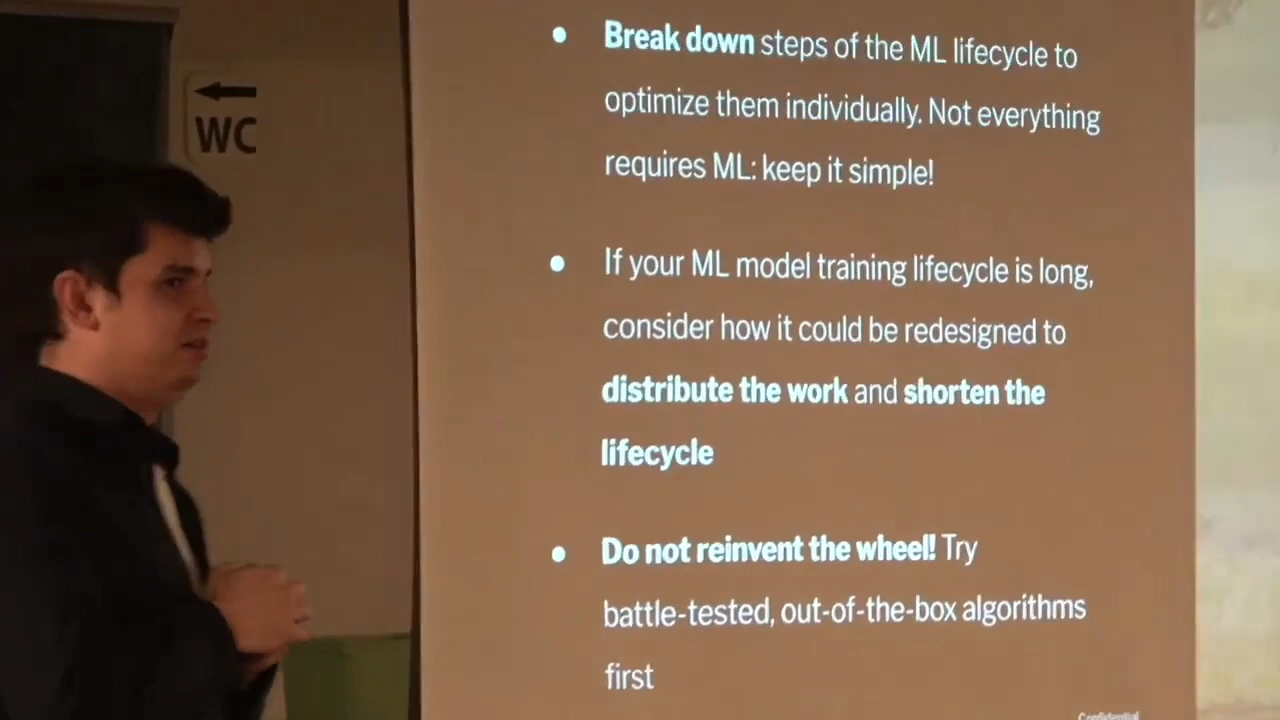 WC
Break down steps of the ML lifecycle to
optimize them individually. Not everything
requires ML: keep it simple!
If your ML model training lifecycle is long,
consider how it could be redesigned to
distribute the work and shorten the
lifecycle
Do not reinvent the wheel! Try
battle-tested, out-of-the-box algorithms
first
Confidential